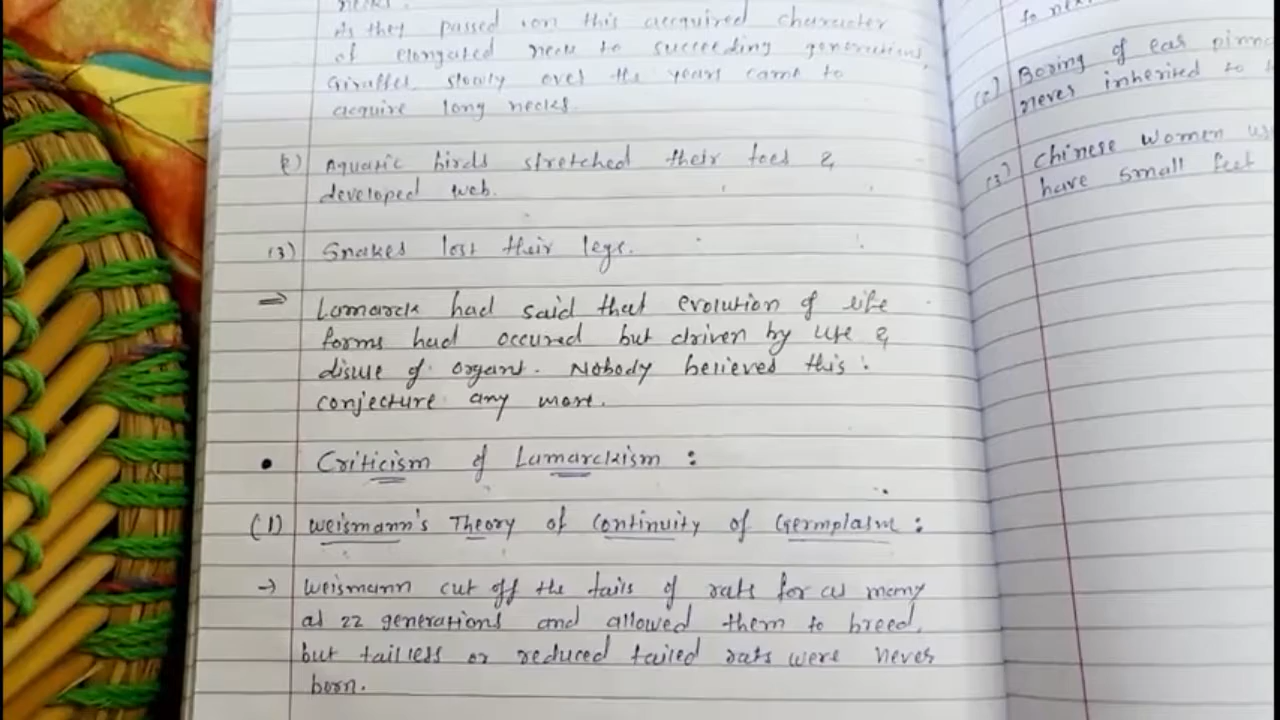 necks.
As they passed on this acquired character
of elongated neck to succeeding generations,
Giraffes slowly over the years came to
acquire long necks.
2) Aquatic birds stretched their toes &
developed web.
(3) Snakes lost their legs.
⇒ Lamarck had said that evolution of life
forms had occured but driven by use &
disuse of organs. Nobody believes this
conjecture any more.
• Criticism of Lamarckism :
(1) Weismann's Theory of Continuity of Germplasm :
→ Weismann cut off the tails of rats for as many
as 22 generations and allowed them to breed,
but tailless or reduced tailed rats were never
born.
to
(2) Boring of ear
never inherited to
(3) Chinese women
have small feet